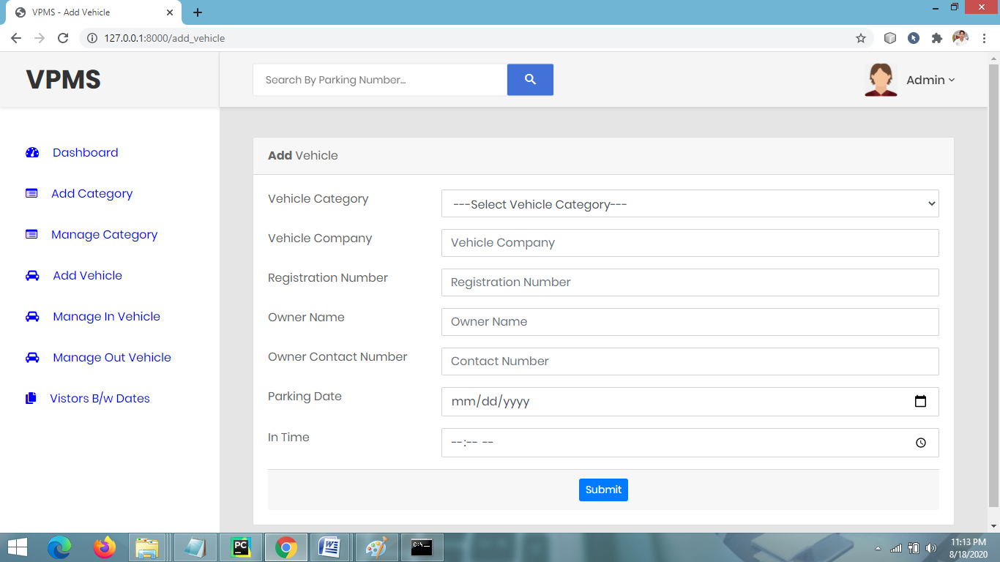 VPMS - Add Vehicle
127.0.0.1:8000/add_vehicle
VPMS
Search By Parking Number...
Admin
Dashboard
Add Category
Manage Category
Add Vehicle
Manage In Vehicle
Manage Out Vehicle
Vistors B/w Dates
Add Vehicle
Vehicle Category
---Select Vehicle Category---
Vehicle Company
Vehicle Company
Registration Number
Registration Number
Owner Name
Owner Name
Owner Contact Number
Contact Number
Parking Date
mm/dd/yyyy
In Time
--:-- --
Submit
PC
W
C:\_
11:13 PM
8/18/2020